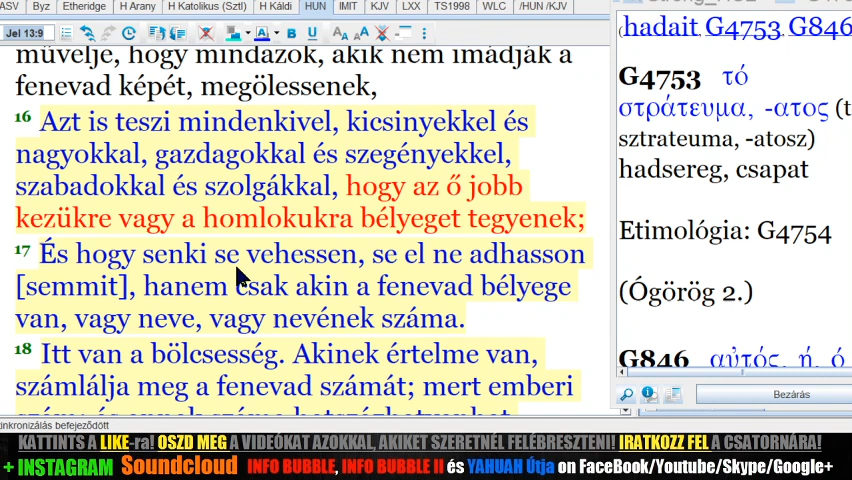 ASV Byz Etheridge H Arany H Katolikus (Sztl) H Káldi HUN IMIT KJV LXX TS1998 WLC /HUN /KJV
Jel 13:9
művelje, hogy mindazok, akik nem imádják a
fenevad képét, megölessenek,
16 Azt is teszi mindenkivel, kicsinyekkel és
nagyokkal, gazdagokkal és szegényekkel,
szabadokkal és szolgákkal, hogy az ő jobb
kezükre vagy a homlokukra bélyeget tegyenek;
17 És hogy senki se vehessen, se el ne adhasson
[semmit], hanem csak akin a fenevad bélyege
van, vagy neve, vagy nevének száma.
18 Itt van a bölcsesség. Akinek értelme van,
számlálja meg a fenevad számát; mert emberi
hadait G4753 G846
G4753 τό
στράτευμα, -ατος (t
sztrateuma, -atosz)
hadsereg, csapat
Etimológia: G4754
(Ógörög 2.)
G846 αὐτός, ή, ό
Bezárás
inkronizálás befejeződött
KATTINTS A LIKE-ra! OSZD MEG A VIDEÓKAT AZOKKAL, AKIKET SZERETNÉL FELÉBRESZTENI! IRATKOZZ FEL A CSATORNÁRA!
+ INSTAGRAM Soundcloud INFO BUBBLE, INFO BUBBLE II és YAHUAH Útja on FaceBook/Youtube/Skype/Google+